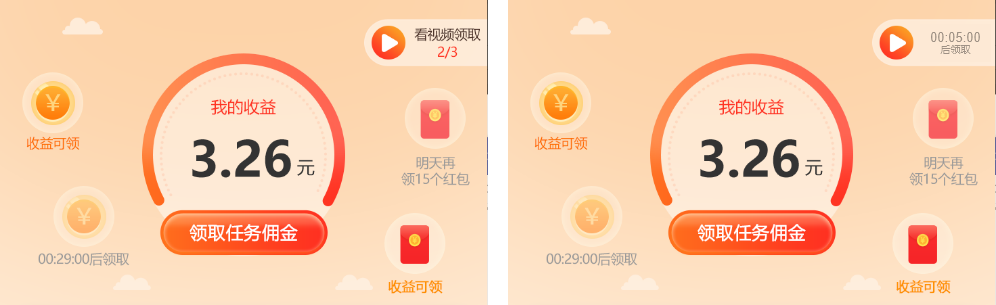 看视频领取
2/3
我的收益
¥
收益可领
3.26元
明天再
领15个红包
¥
领取任务佣金
00:29:00后领取
收益可领
00:05:00
后领取
我的收益
¥
收益可领
3.26元
明天再
领15个红包
¥
领取任务佣金
00:29:00后领取
收益可领